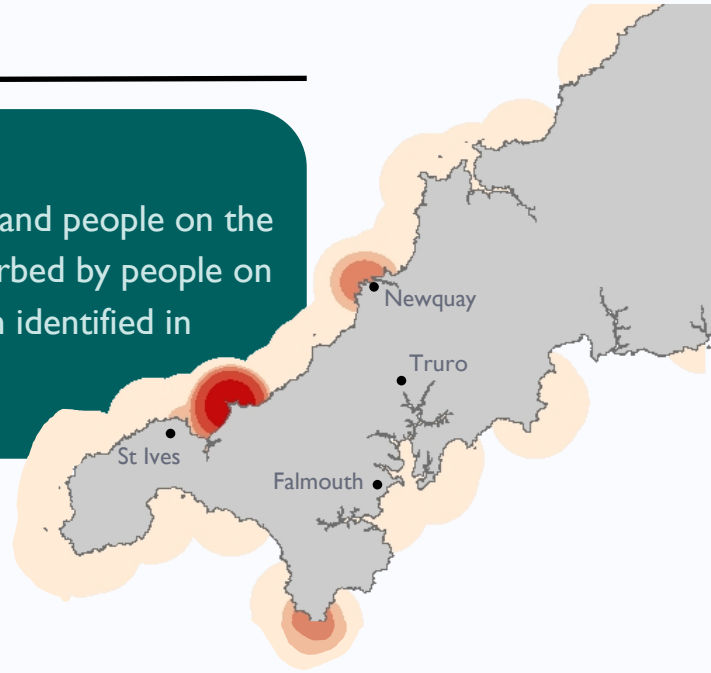 and people on the
rbed by people on
identified in
Newquay
Truro
St Ives
Falmouth